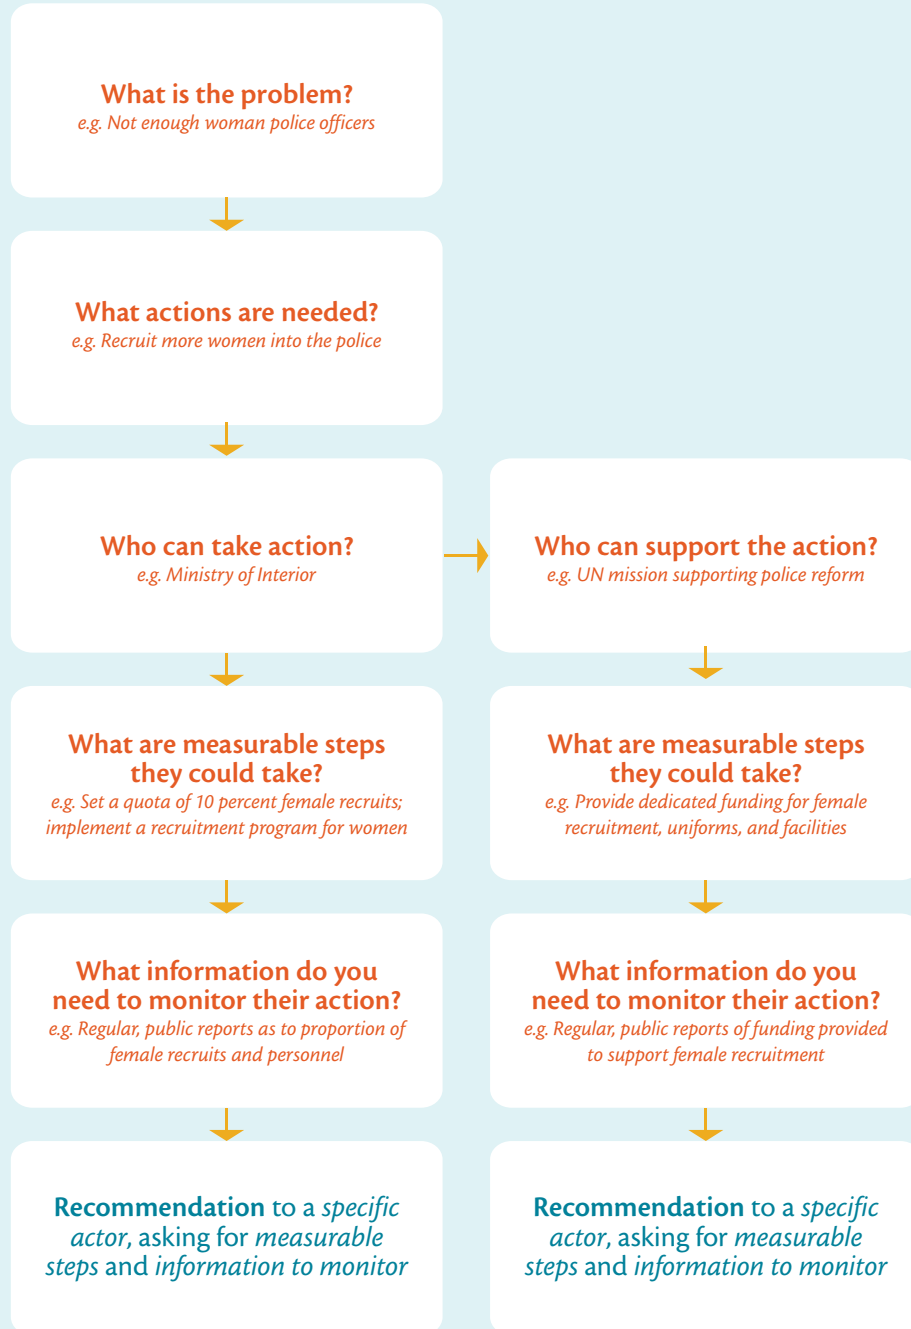 What is the problem?
e.g. Not enough woman police officers
What actions are needed?
e.g. Recruit more women into the police
Who can take action?
e.g. Ministry of Interior
Who can support the action?
e.g. UN mission supporting police reform
What are measurable steps
they could take?
e.g. Set a quota of 10 percent female recruits;
implement a recruitment program for women
What are measurable steps
they could take?
e.g. Provide dedicated funding for female
recruitment, uniforms, and facilities
What information do you
need to monitor their action?
e.g. Regular, public reports as to proportion of
female recruits and personnel
What information do you
need to monitor their action?
e.g. Regular, public reports of funding provided
to support female recruitment
Recommendation to a specific
actor, asking for measurable
steps and information to monitor
Recommendation to a specific
actor, asking for measurable
steps and information to monitor